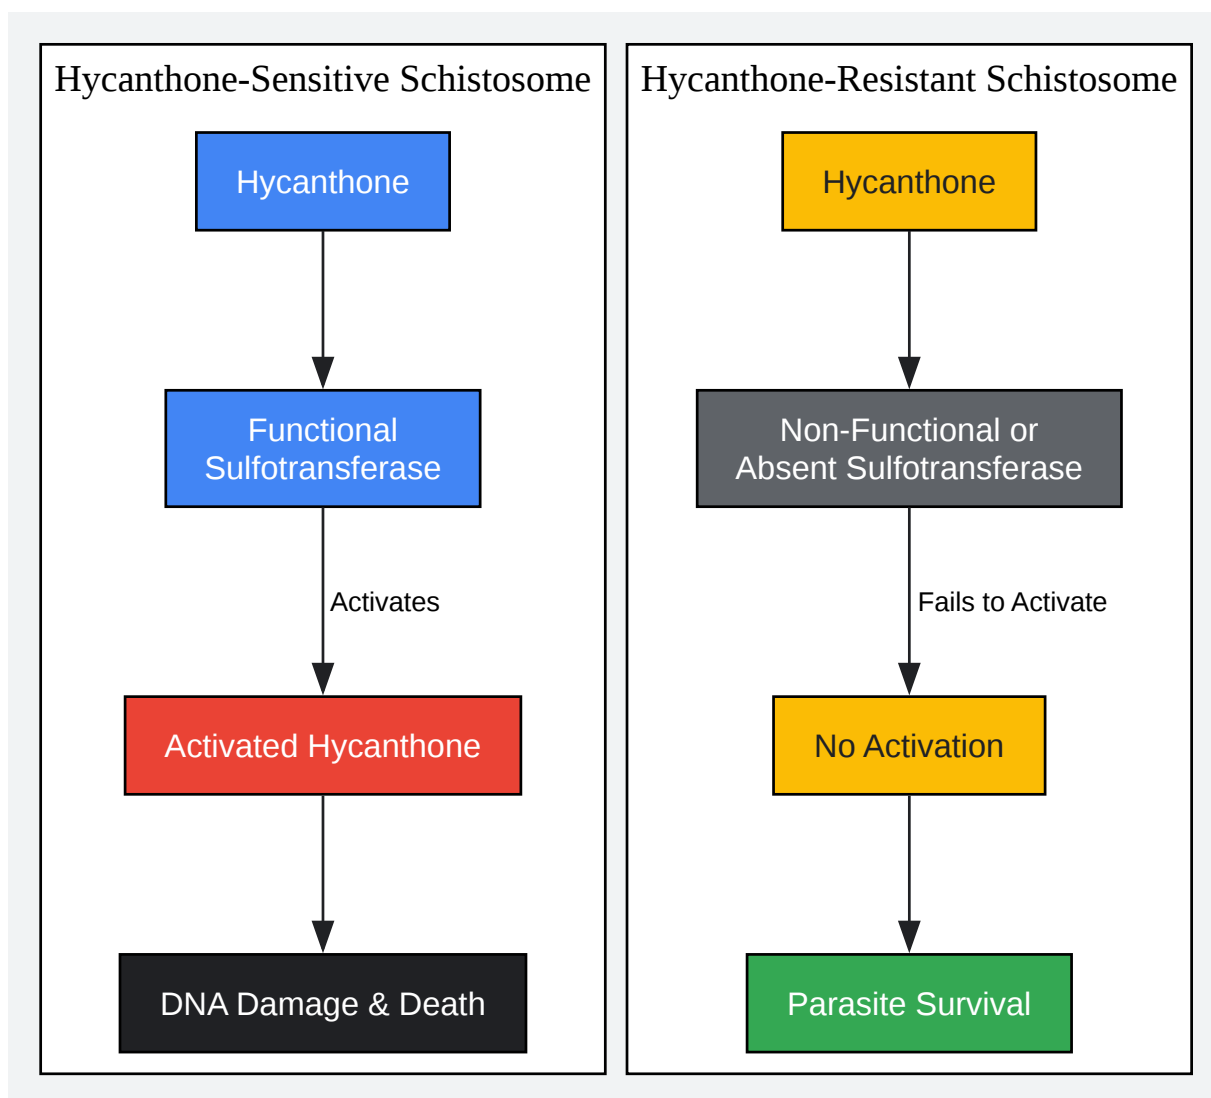 Hycanthone-Sensitive Schistosome
Hycanthone
Functional
Sulfotransferase
Activates
Activated Hycanthone
DNA Damage & Death
Hycanthone-Resistant Schistosome
Hycanthone
Non-Functional or
Absent Sulfotransferase
Fails to Activate
No Activation
Parasite Survival